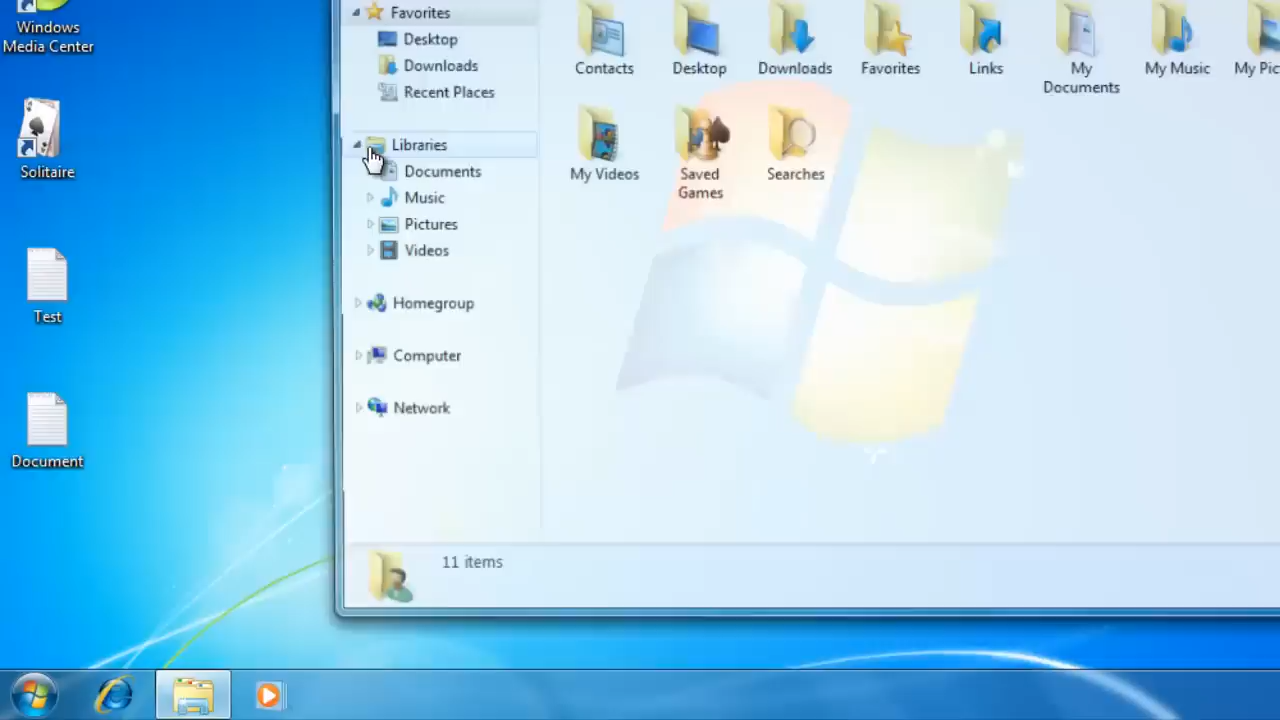 Windows
Media Center
Solitaire
Test
Document
Favorites
Desktop
Downloads
Recent Places
Libraries
Documents
Music
Pictures
Videos
Homegroup
Computer
Network
Contacts
Desktop
Downloads
Favorites
Links
My
Documents
My Music
My Pic
My Videos
Saved
Games
Searches
11 items